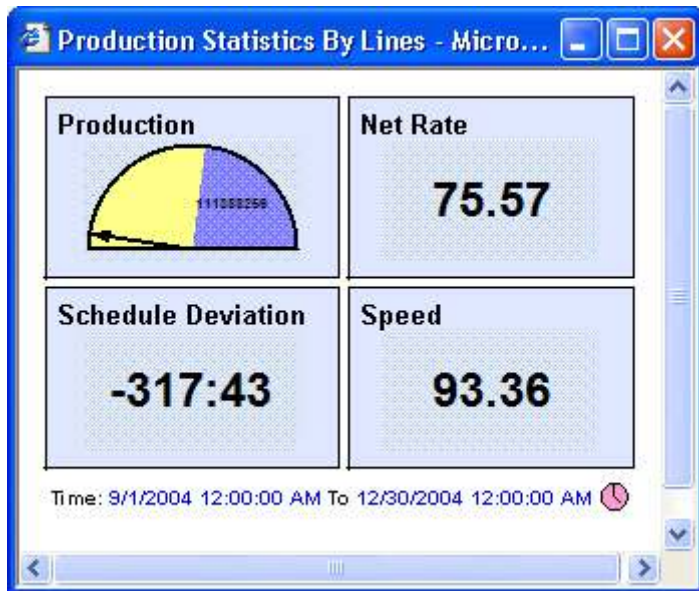 Production Statistics By Lines - Micro...
Production
Net Rate
75.57
Schedule Deviation
Speed
-317:43
93.36
Time: 9/1/2004 12:00:00 AM To 12/30/2004 12:00:00 AM